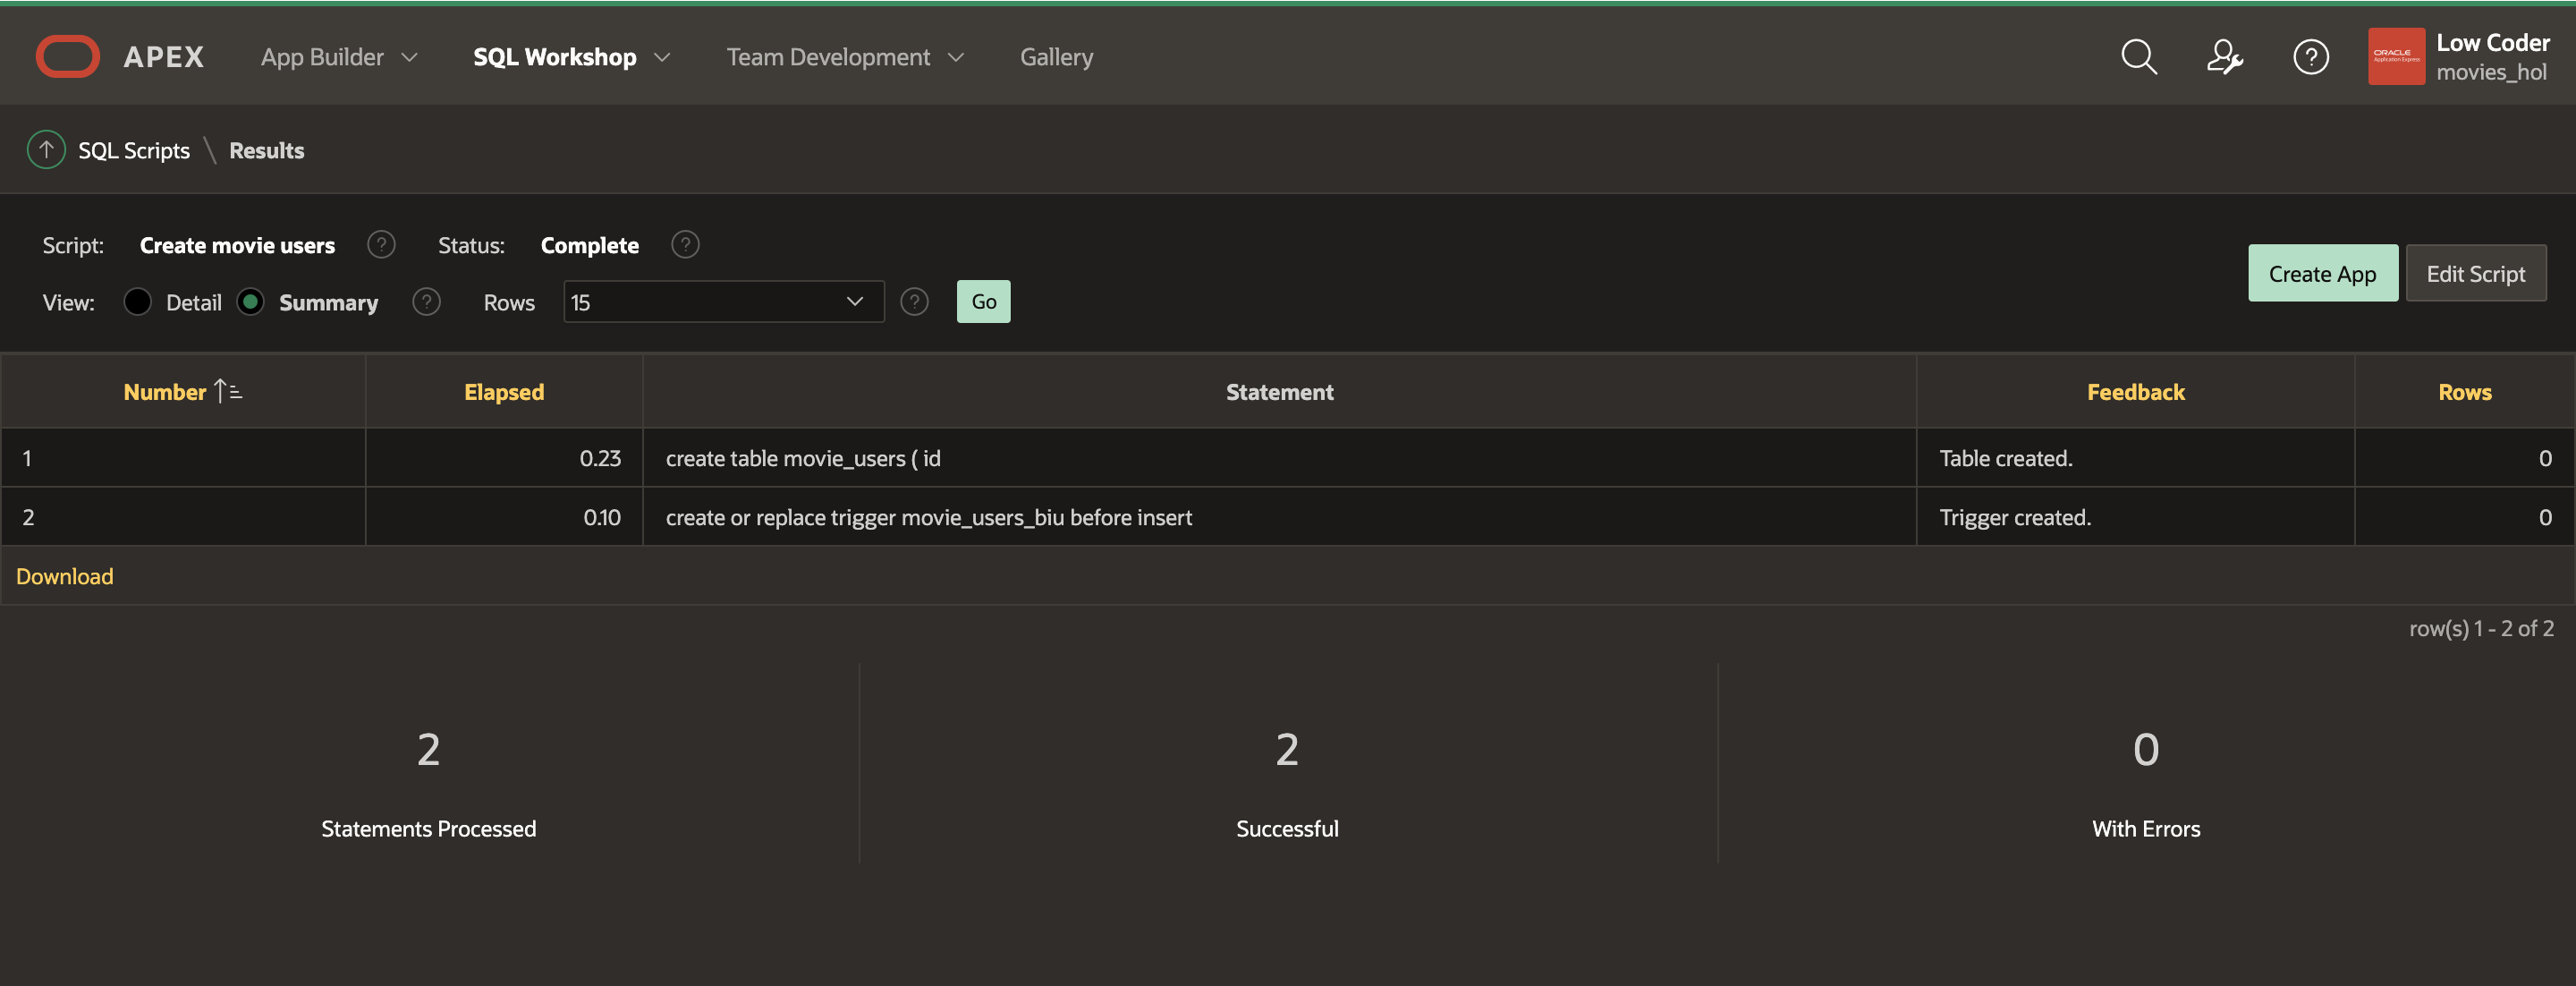 APEX App Builder SQL Workshop Team Development Gallery
ORACLE
Application Express
Low Coder
movies_hol
SQL Scripts \ Results
Script: Create movie users ? Status: Complete ?
View: Detail Summary ? Rows 15 ? Go
Create App Edit Script
Number Elapsed Statement Feedback Rows
1 0.23 create table movie_users ( id Table created. 0
2 0.10 create or replace trigger movie_users_biu before insert Trigger created. 0
Download
row(s) 1 - 2 of 2
2 2 0
Statements Processed Successful With Errors